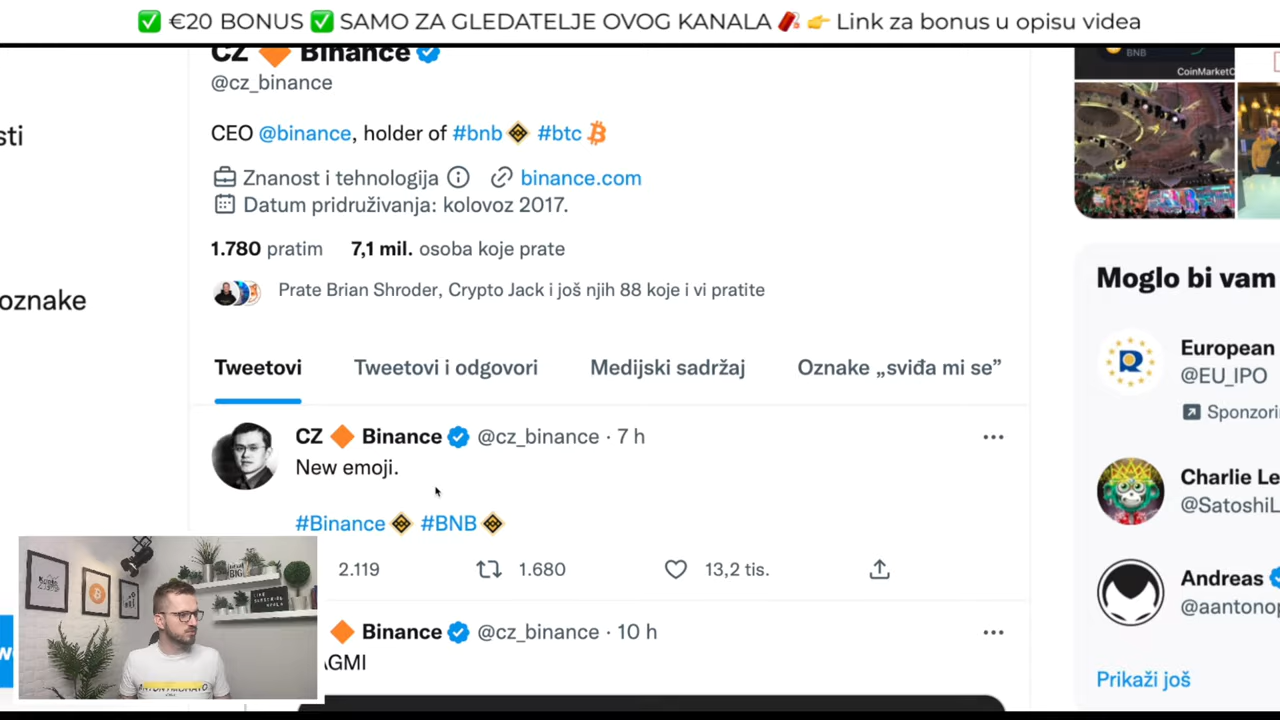 ✅ €20 BONUS ✅ SAMO ZA GLEDATELJE OVOG KANALA 🧨 👉 Link za bonus u opisu videa
CZ 🔶 Binance
@cz_binance
CEO @binance, holder of #bnb #btc
Znanost i tehnologija binance.com
Datum pridruživanja: kolovoz 2017.
1.780 pratim 7,1 mil. osoba koje prate
Prate Brian Shroder, Crypto Jack i još njih 88 koje i vi pratite
Tweetovi Tweetovi i odgovori Medijski sadržaj Oznake „sviđa mi se”
CZ 🔶 Binance @cz_binance · 7 h
New emoji.
#Binance #BNB
2.119 1.680 13,2 tis.
🔶 Binance @cz_binance · 10 h
AGMI
sti
oznake
w
BNB
CoinMarketC
Moglo bi vam
European
@EU_IPO
Sponzori
Charlie Le
@SatoshiL
Andreas
@aantonop
Prikaži još